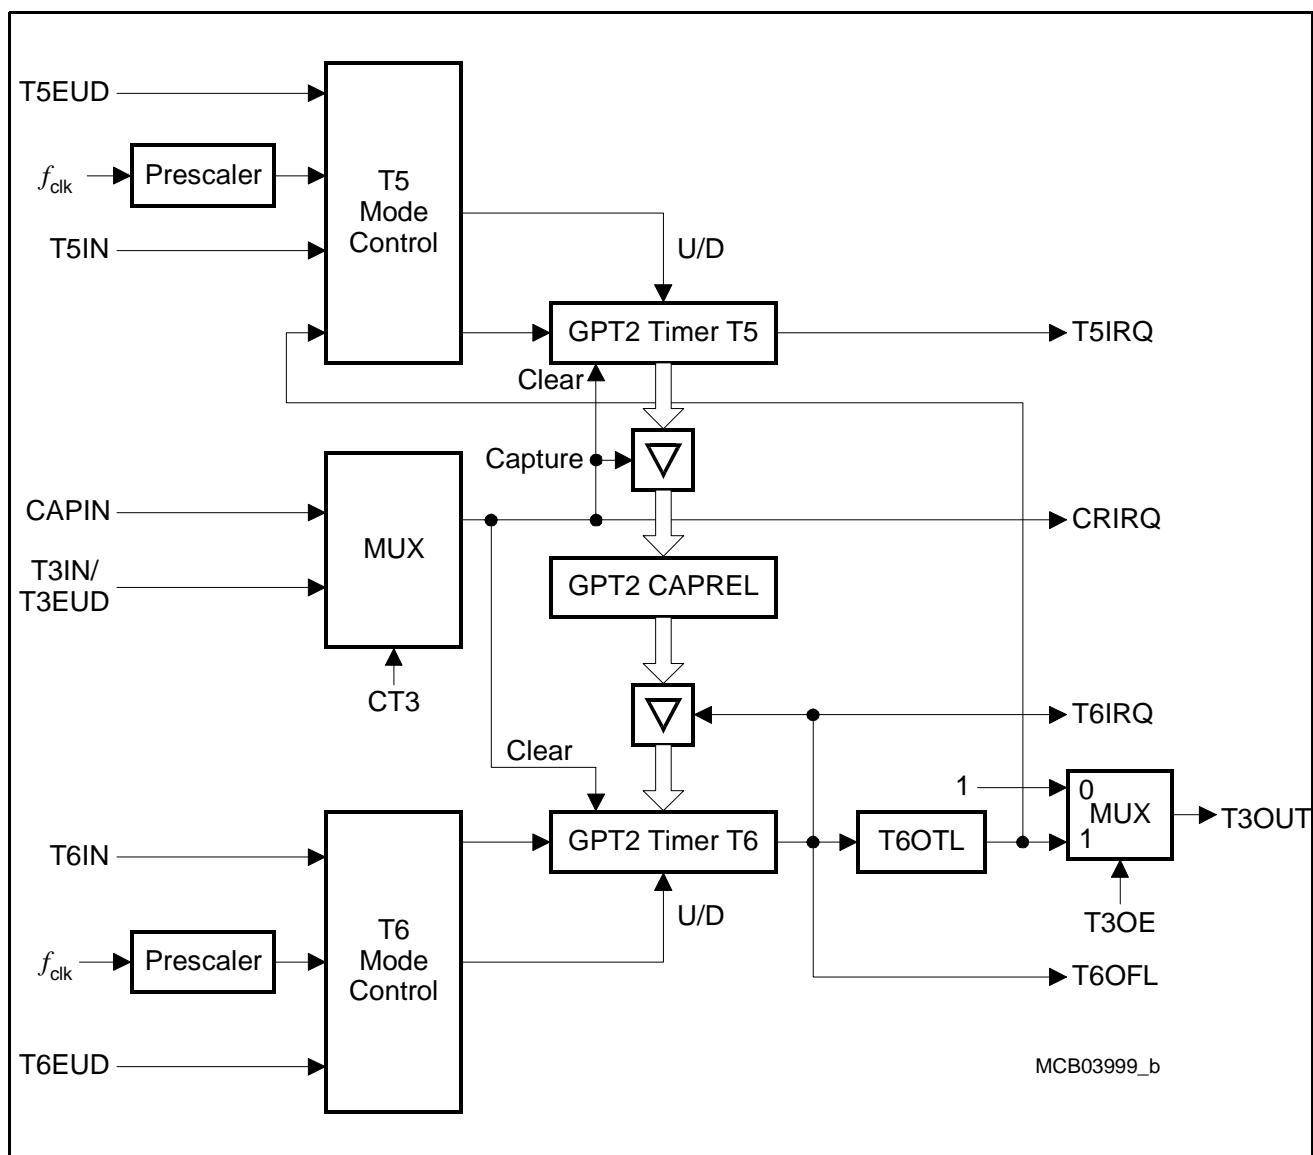 T5EUD
fclk
Prescaler
T5
Mode
Control
T5IN
U/D
GPT2 Timer T5
T5IRQ
Clear
Capture
CAPIN
T3IN/
T3EUD
MUX
CRIRQ
GPT2 CAPREL
CT3
T6IRQ
Clear
1
0
MUX
1
T3OUT
T6IN
GPT2 Timer T6
T6OTL
U/D
T3OE
T6
Mode
Control
fclk
Prescaler
T6OFL
T6EUD
MCB03999_b